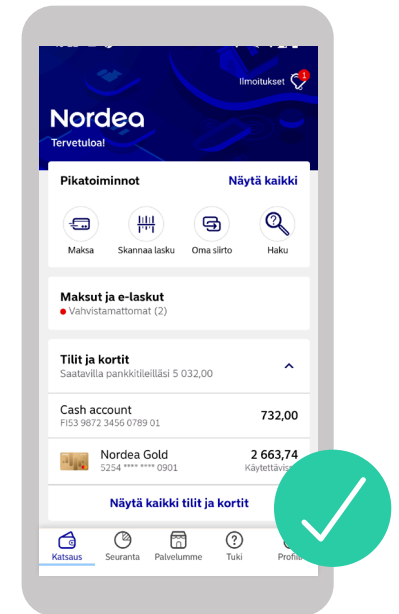 Ilmoitukset 1
Nordea
Tervetuloa!
Pikatoiminnot Näytä kaikki
Maksa Skannaa lasku Oma siirto Haku
Maksut ja e-laskut
Vahvistamattomat (2)
Tilit ja kortit
Saatavilla pankkitileilläsi 5 032,00
Cash account 732,00
FI53 9872 3456 0789 01
Nordea Gold 2 663,74
5254 **** **** 0901
Näytä kaikki tilit ja kortit
Katsaus Seuranta Palvelumme Tuki